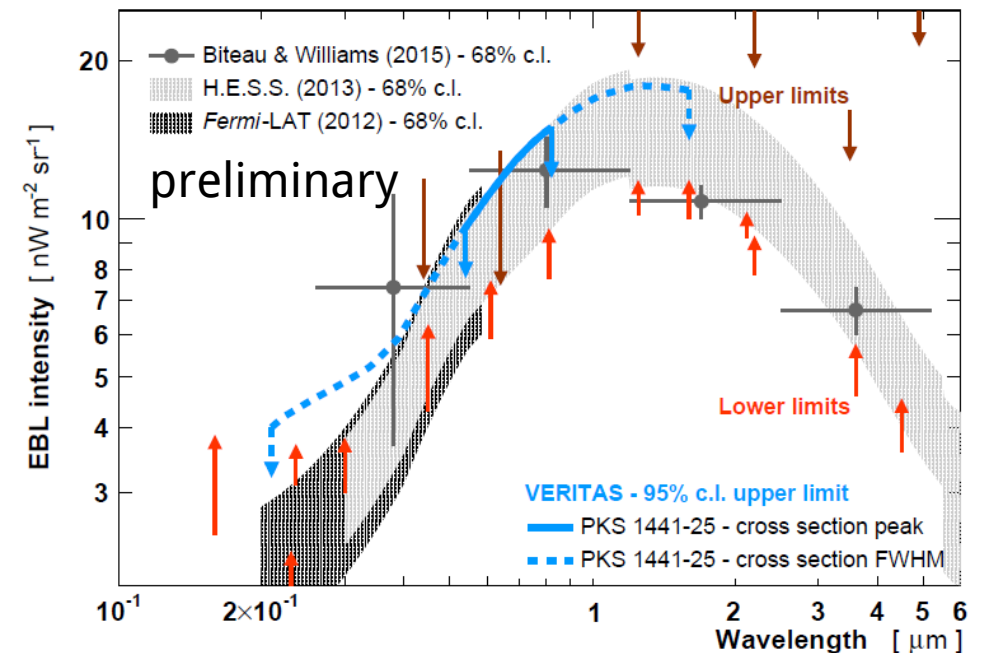 Biteau & Williams (2015) - 68% c.l.
H.E.S.S. (2013) - 68% c.l.
Fermi-LAT (2012) - 68% c.l.
preliminary
Upper limits
Lower limits
VERITAS - 95% c.l. upper limit
PKS 1441-25 - cross section peak
PKS 1441-25 - cross section FWHM
EBL intensity [ nW m⁻² sr¹ ]
20
10
8
7
6
5
4
3
10⁻¹ 2×10⁻¹ 1 2 3 4 5 6
Wavelength [ μm ]